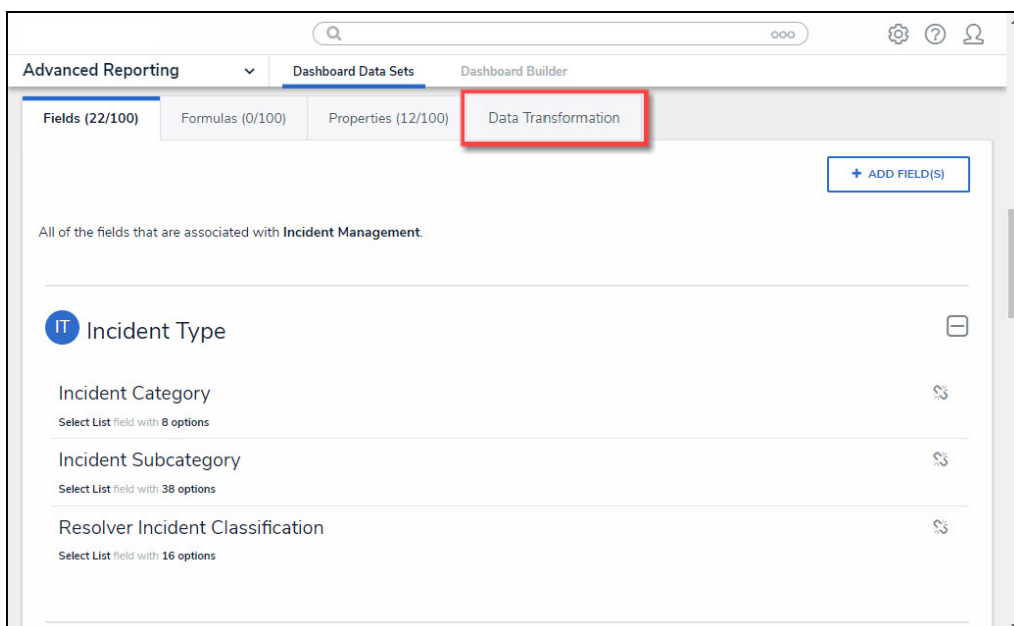 Advanced Reporting
Dashboard Data Sets
Dashboard Builder
Fields (22/100)
Formulas (0/100)
Properties (12/100)
Data Transformation
+ ADD FIELD(S)
All of the fields that are associated with Incident Management.
IT Incident Type
Incident Category
Select List field with 8 options
Incident Subcategory
Select List field with 38 options
Resolver Incident Classification
Select List field with 16 options